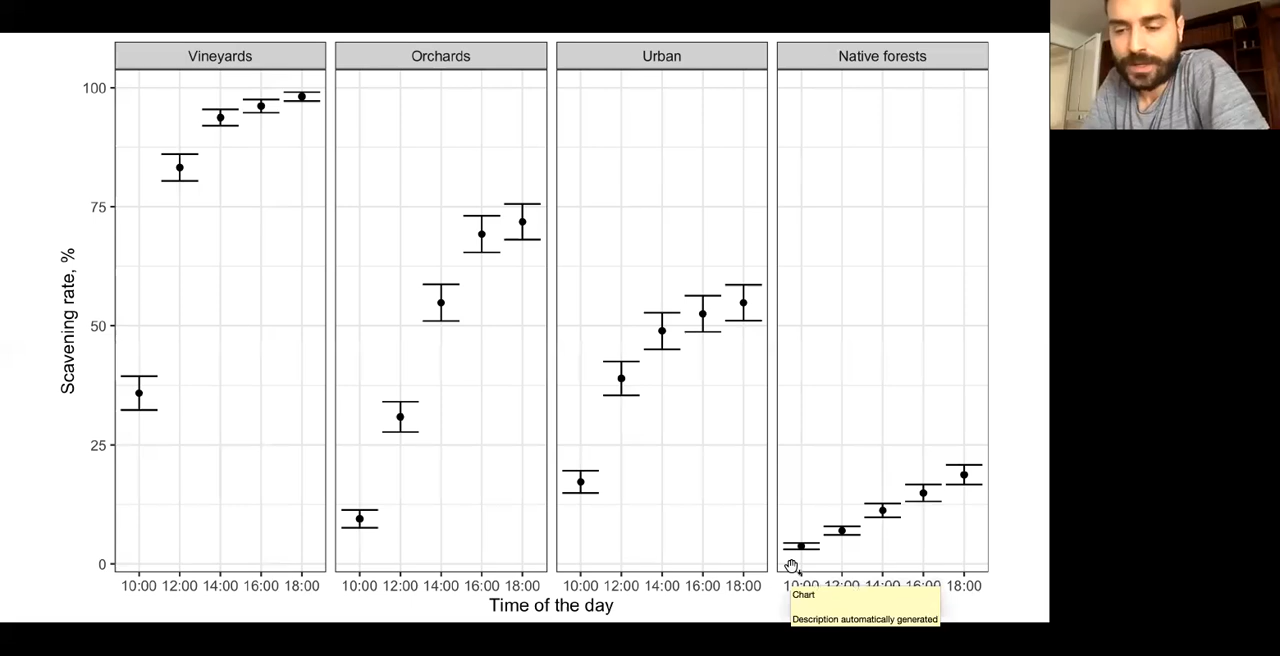 Vineyards
Orchards
Urban
Native forests
100
75
50
25
0
Scavening rate, %
10:00 12:00 14:00 16:00 18:00
10:00 12:00 14:00 16:00 18:00
10:00 12:00 14:00 16:00 18:00
10:00 12:00 14:00 16:00 18:00
Time of the day
Chart
Description automatically generated